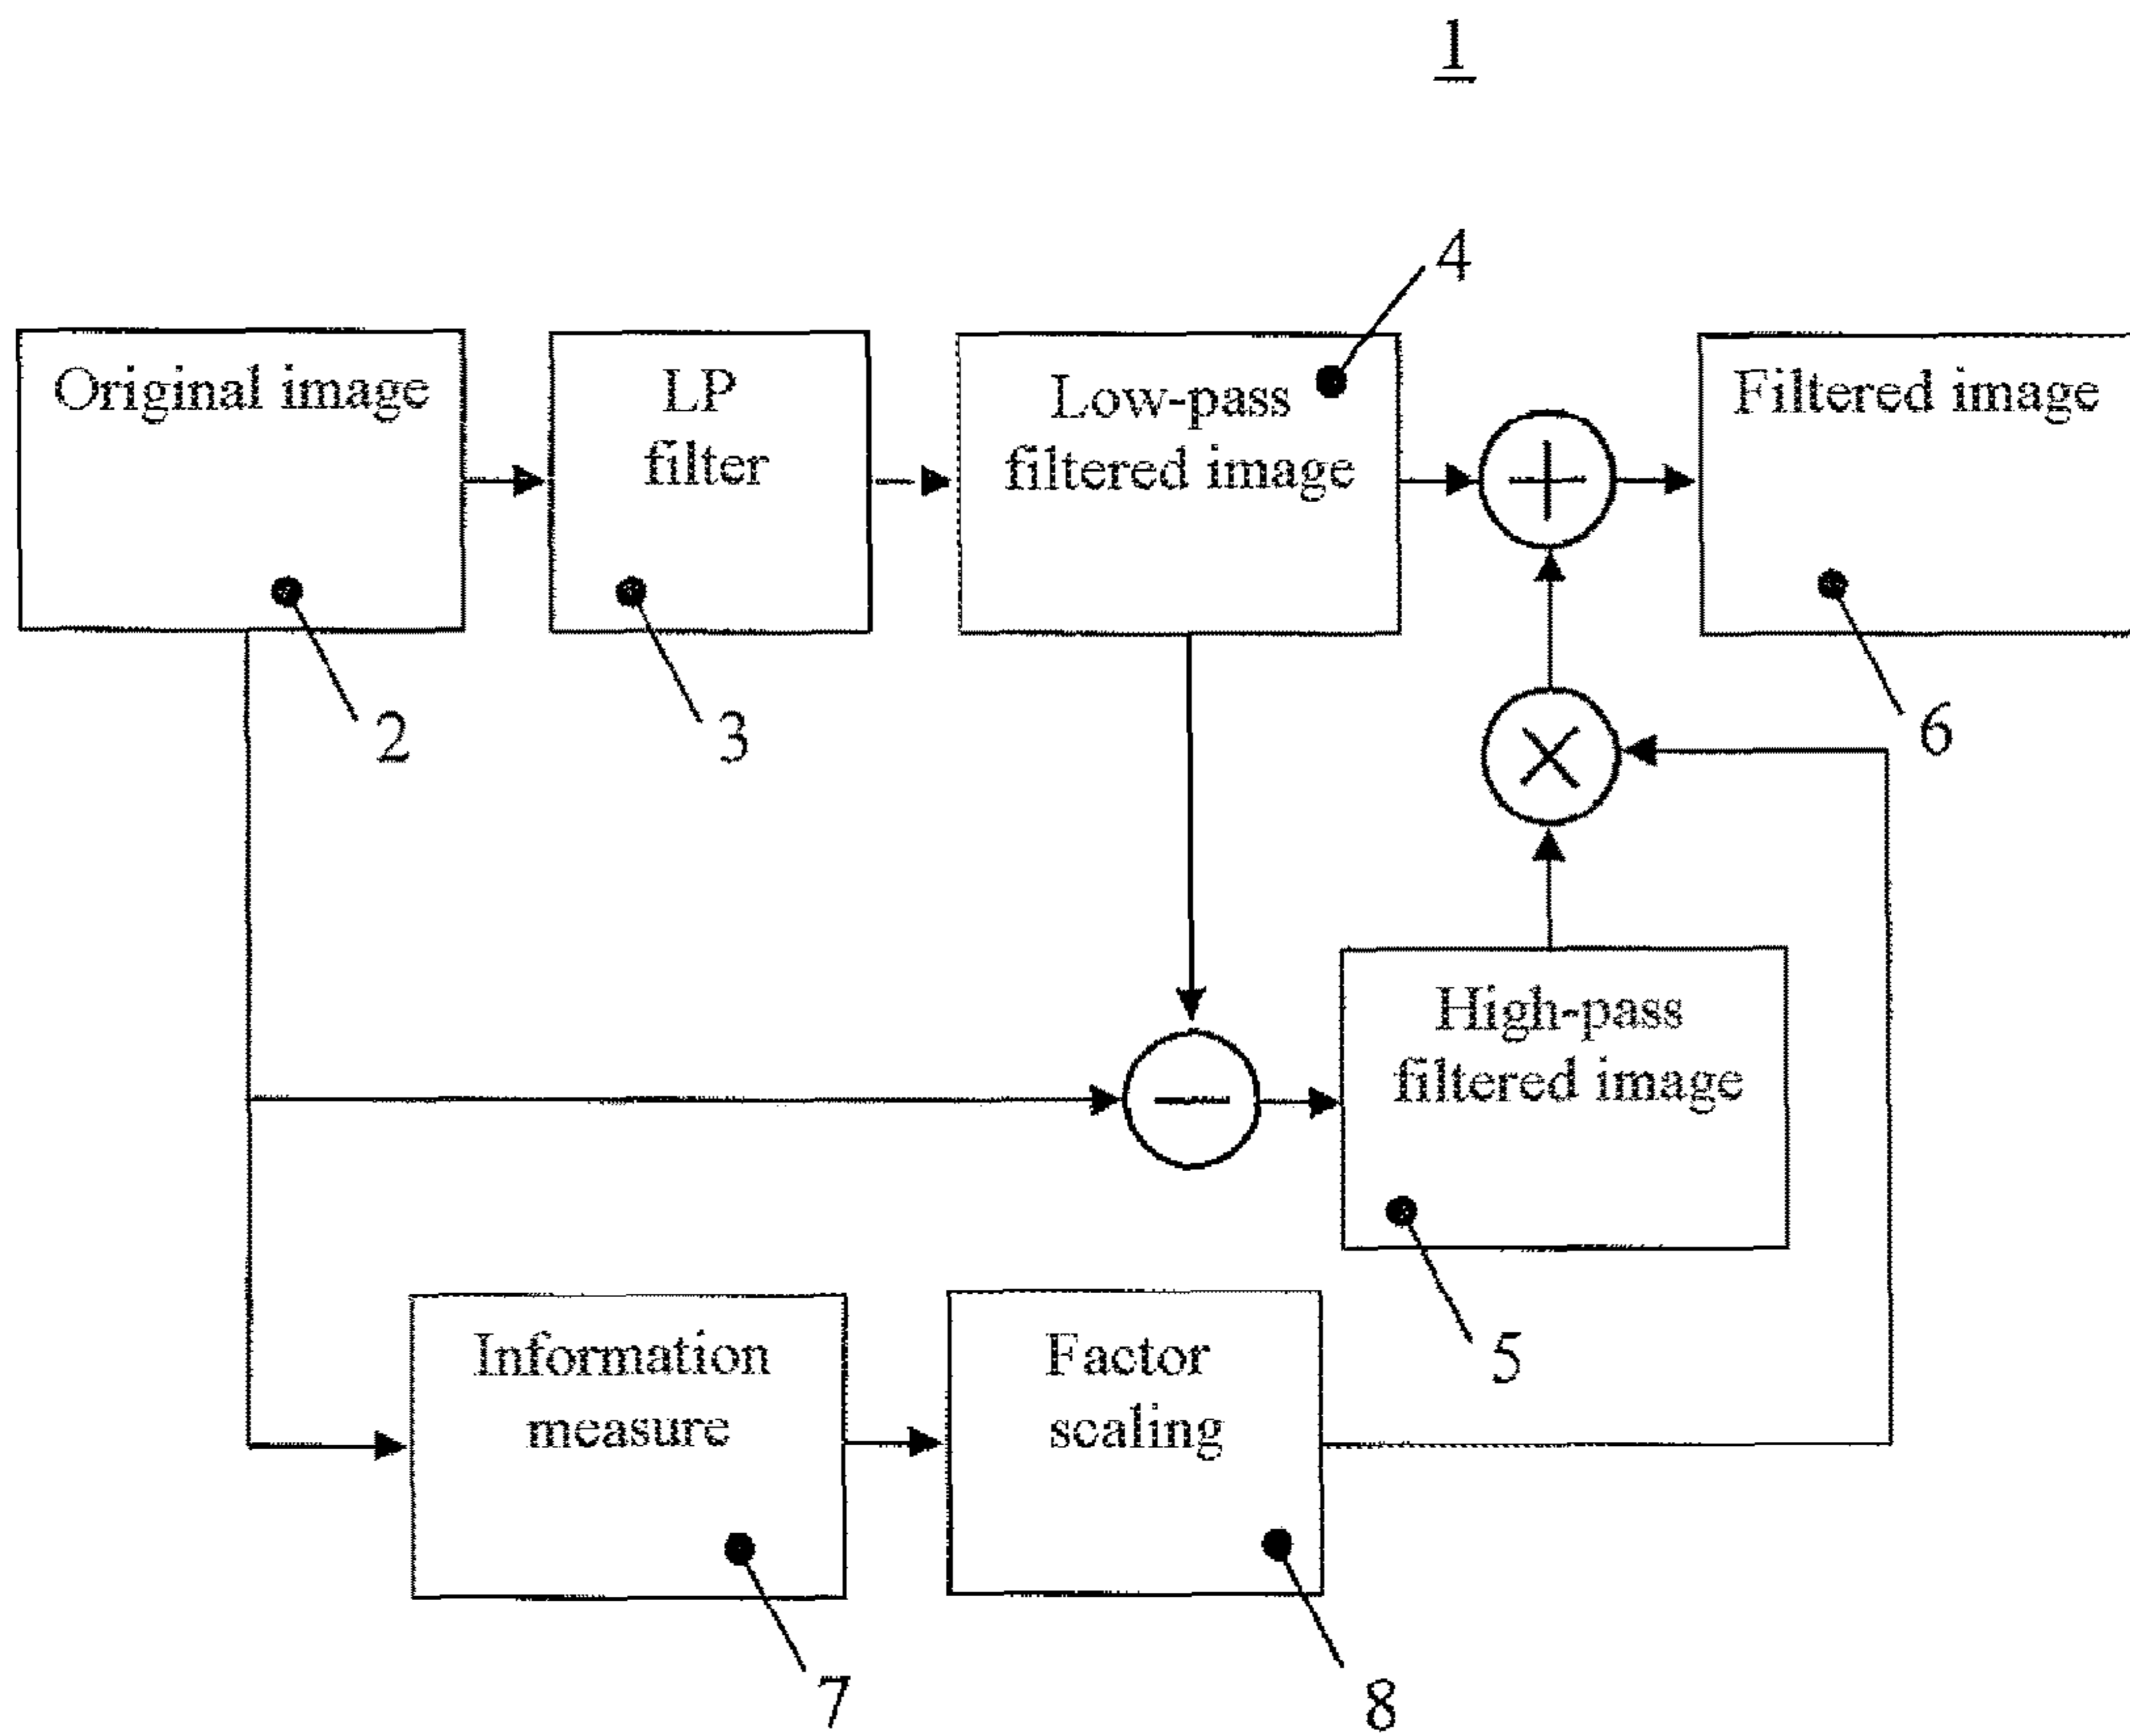 1
4
Original image
LP
filter
Low-pass
filtered image
Filtered image
2
3
6
High-pass
filtered image
5
Information
measure
Factor
scaling
7
8